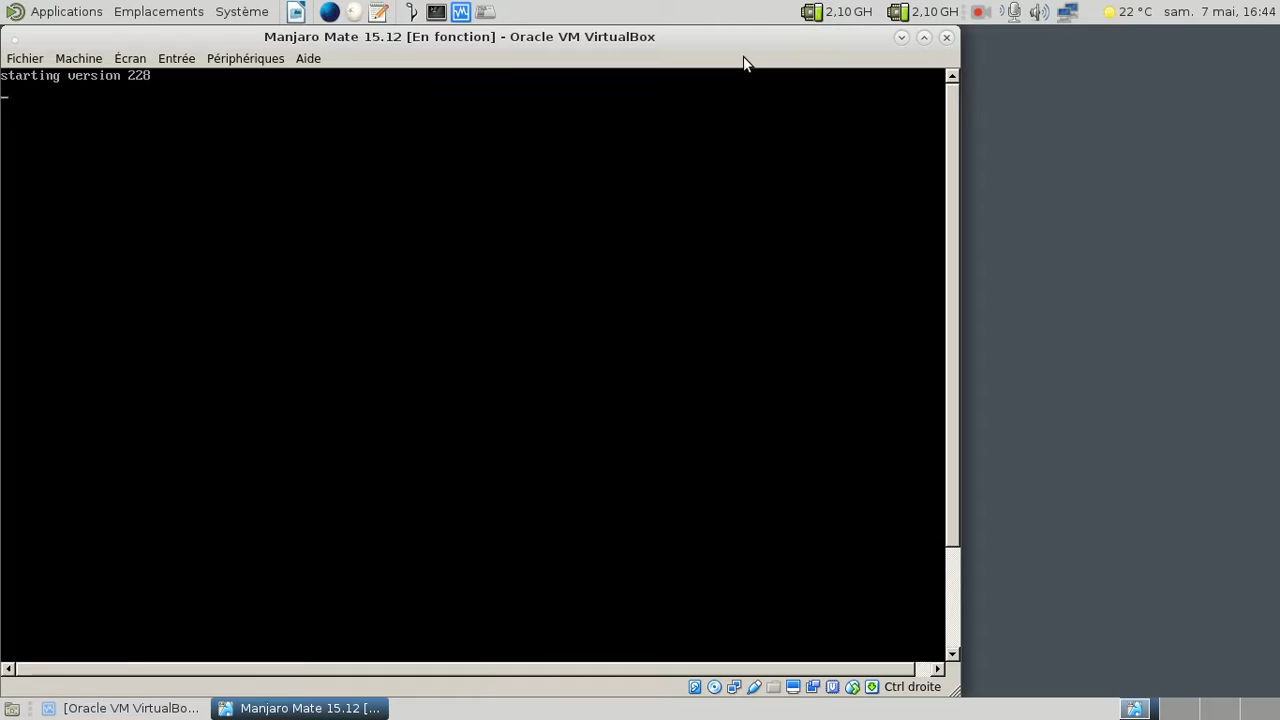 Applications Emplacements Système 2,10 GH 2,10 GH 22 °C sam. 7 mai, 16:44
Manjaro Mate 15.12 [En fonction] - Oracle VM VirtualBox
Fichier Machine Écran Entrée Périphériques Aide
starting version 228
Ctrl droite
[Oracle VM VirtualBo... Manjaro Mate 15.12 [...